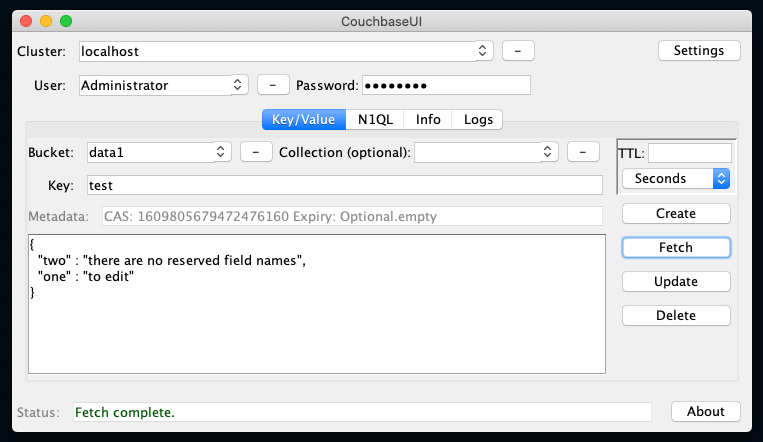 CouchbaseUI
Cluster: localhost - Settings
User: Administrator - Password: ●●●●●●●●
Key/Value N1QL Info Logs
Bucket: data1 - Collection (optional): - TTL:
Key: test Seconds
Metadata: CAS: 1609805679472476160 Expiry: Optional.empty Create
{
"two" : "there are no reserved field names", Fetch
"one" : "to edit" Update
}
Delete
Status: Fetch complete. About